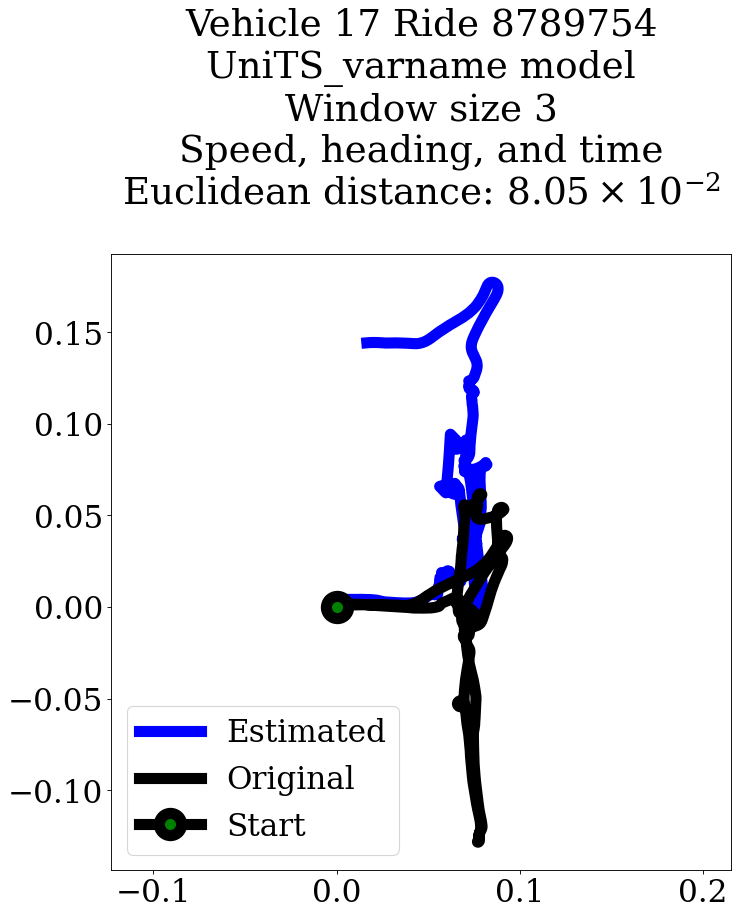 Vehicle 17 Ride 8789754
UniTS_varname model
Window size 3
Speed, heading, and time
Euclidean distance: 8.05 × 10⁻²
0.15
0.10
0.05
0.00
−0.05
−0.10
Estimated
Original
Start
−0.1 0.0 0.1 0.2